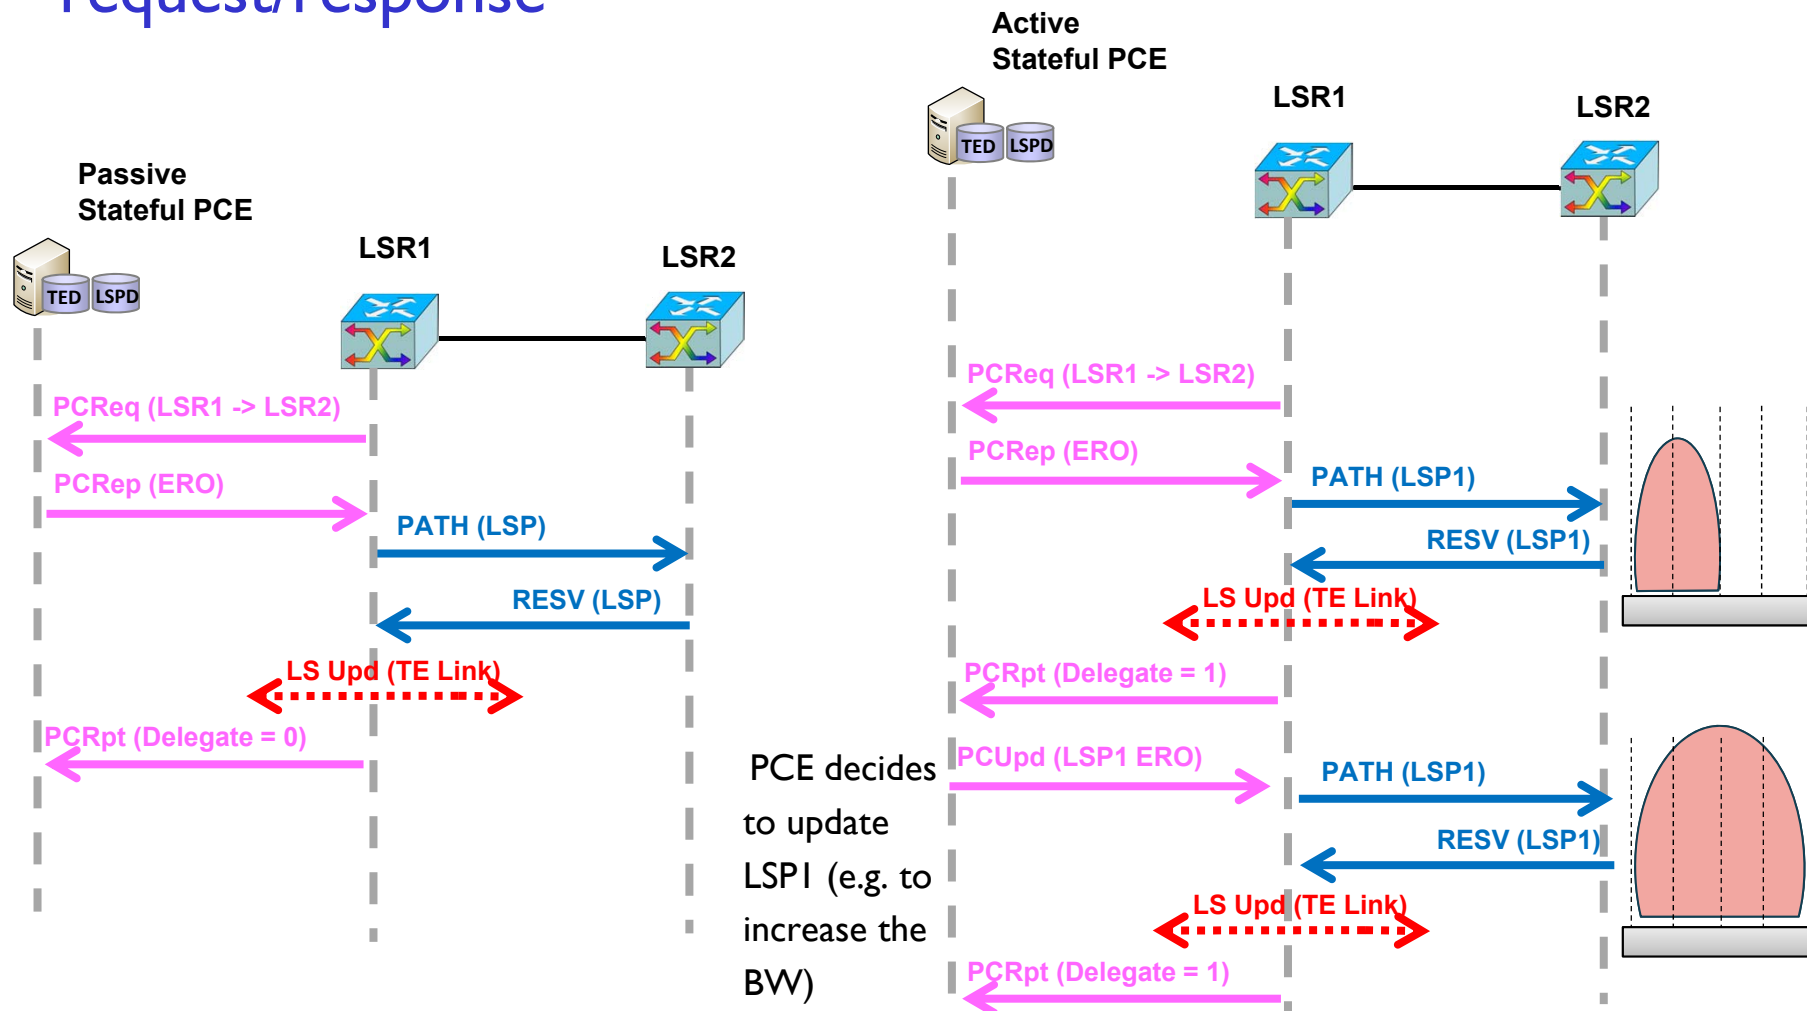 request/response
Active
Stateful PCE
LSR1
LSR2
TED
LSPD
Passive
Stateful PCE
LSR1
LSR2
TED
LSPD
PCReq (LSR1 -> LSR2)
PCRep (ERO)
PATH (LSP)
RESV (LSP)
LS Upd (TE Link)
PCRpt (Delegate = 0)
PCReq (LSR1 -> LSR2)
PCRep (ERO)
PATH (LSP1)
RESV (LSP1)
LS Upd (TE Link)
PCRpt (Delegate = 1)
PCE decides
to update
LSP1 (e.g. to
increase the
BW)
PCUpd (LSP1 ERO)
PATH (LSP1)
RESV (LSP1)
LS Upd (TE Link)
PCRpt (Delegate = 1)